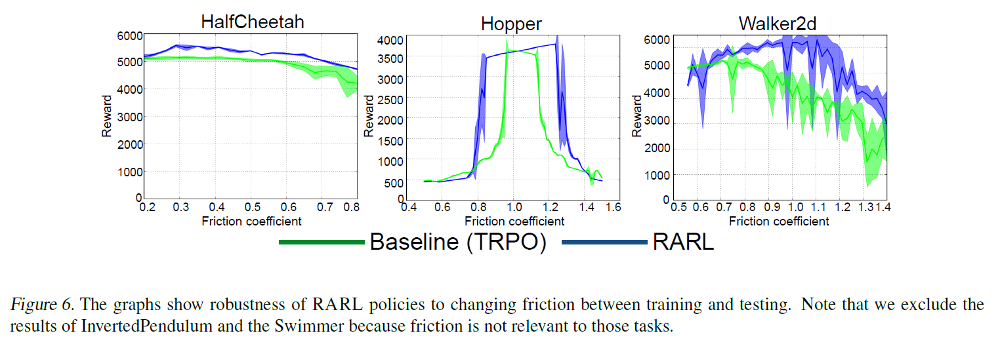 HalfCheetah
6000
5000
4000
3000
2000
1000
0
Reward
0.2 0.3 0.4 0.5 0.6 0.7 0.8
Friction coefficient
Hopper
4000
3500
3000
2500
2000
1500
1000
500
0
Reward
0.4 0.6 0.8 1.0 1.2 1.4 1.6
Friction coefficient
Walker2d
6000
5000
4000
3000
2000
1000
0
Reward
0.5 0.6 0.7 0.8 0.9 1.0 1.1 1.2 1.3 1.4
Friction coefficient
Baseline (TRPO) RARL
Figure 6. The graphs show robustness of RARL policies to changing friction between training and testing. Note that we exclude the
results of InvertedPendulum and the Swimmer because friction is not relevant to those tasks.